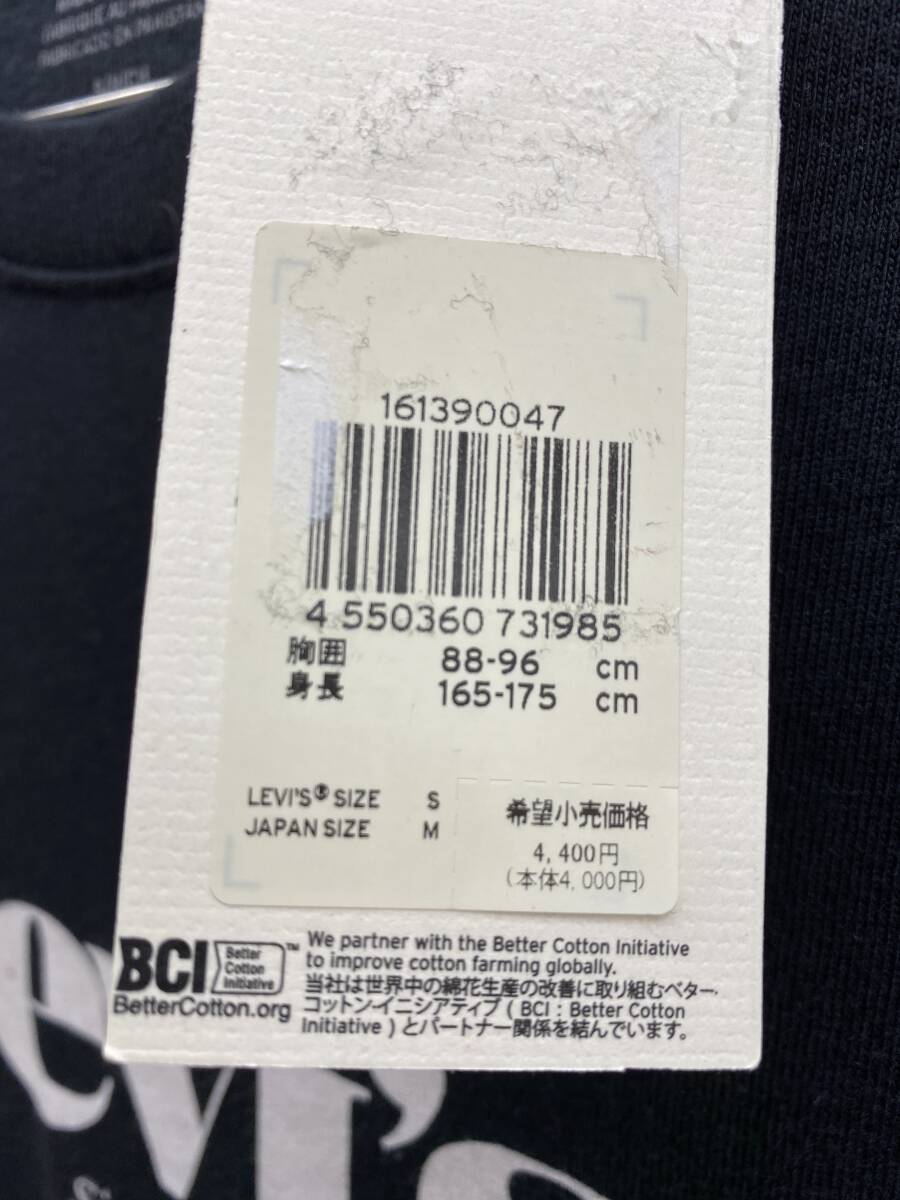 FABRIQUÉ AU
161390047
4 550360 731985
胸囲 88-96 cm
身長 165-175 cm
LEVI'S® SIZE S
JAPAN SIZE M
希望小売価格
4,400円
(本体4,000円)
BCI Better Cotton Initiative™
BetterCotton.org
We partner with the Better Cotton Initiative
to improve cotton farming globally.
当社は世界中の綿花生産の改善に取り組むベター・
コットン・イニシアティブ ( BCI : Better Cotton
Initiative ) とパートナー関係を結んでいます。
evi's